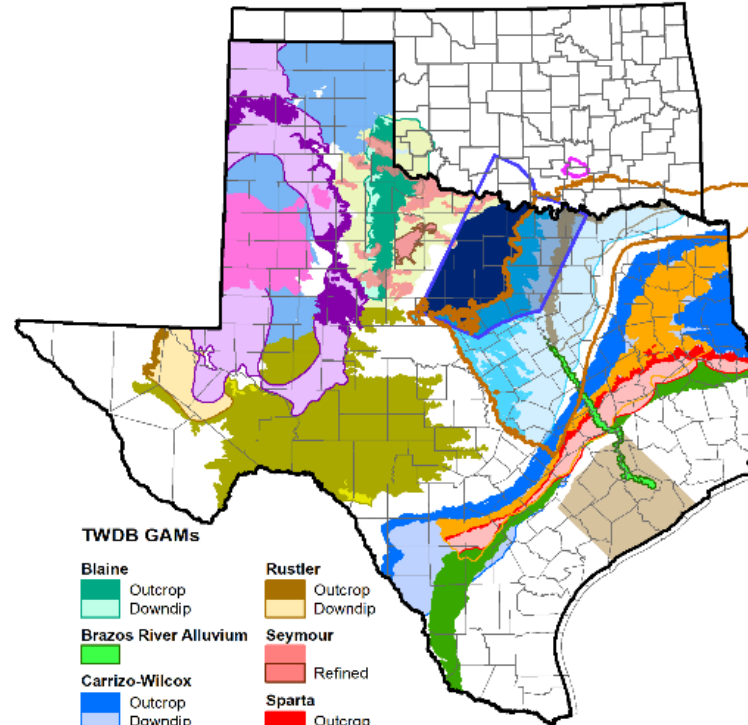 TWDB GAMs
Blaine
Outcrop
Downdip
Brazos River Alluvium
Carrizo-Wilcox
Outcrop
Downdip
Rustler
Outcrop
Downdip
Seymour
Refined
Sparta
Outcrop